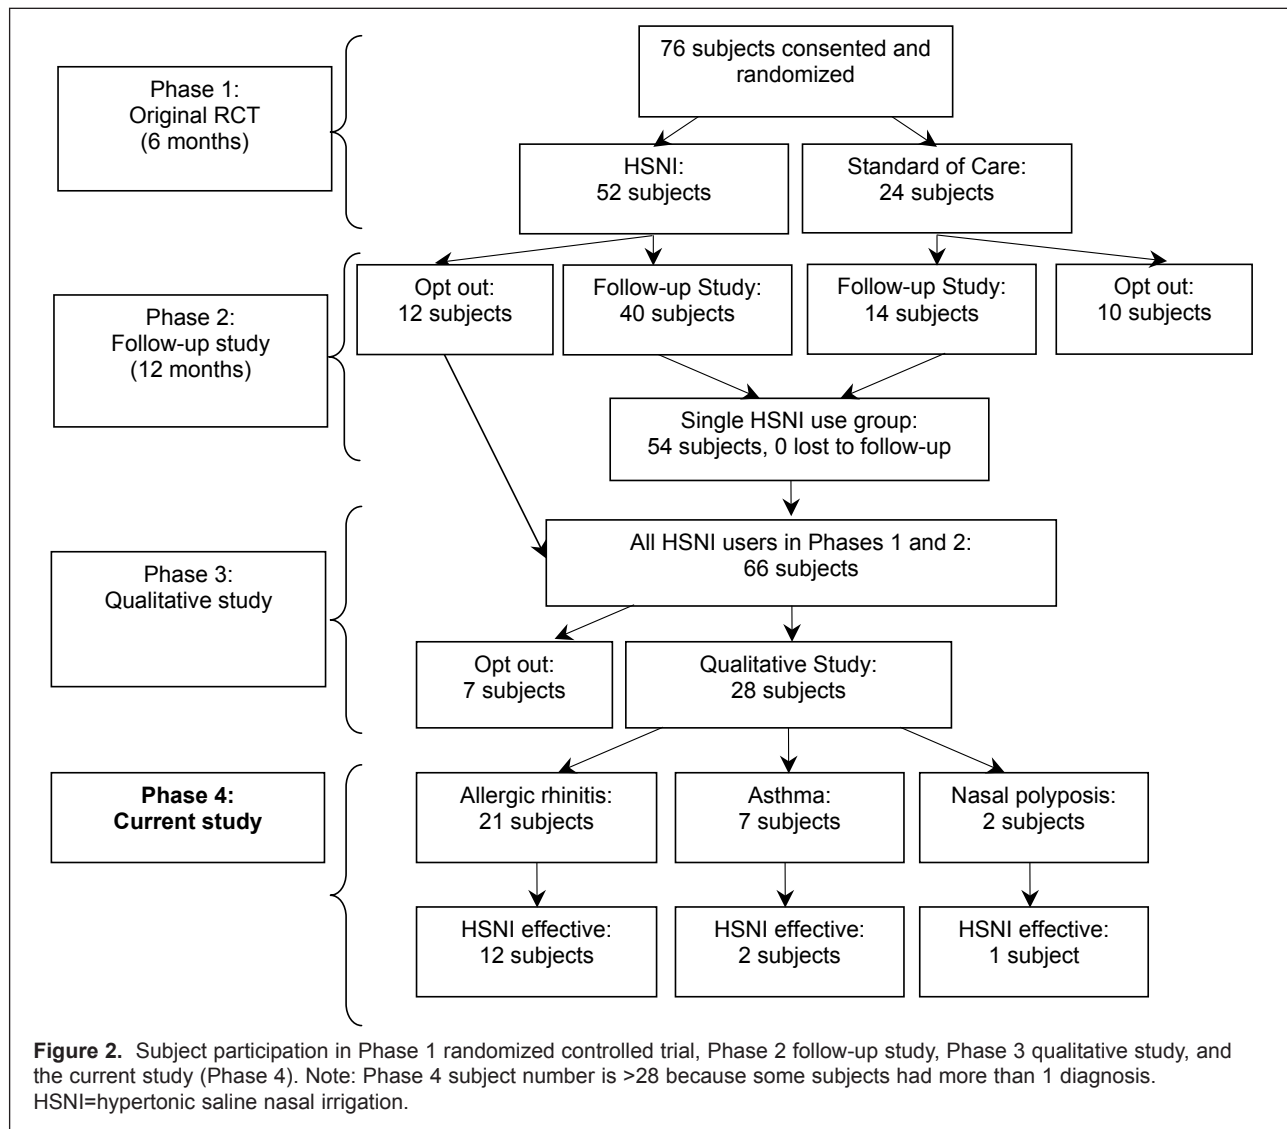 76 subjects consented and
randomized
Phase 1:
Original RCT
(6 months)
HSNI:
52 subjects
Standard of Care:
24 subjects
Phase 2:
Follow-up study
(12 months)
Opt out:
12 subjects
Follow-up Study:
40 subjects
Follow-up Study:
14 subjects
Opt out:
10 subjects
Single HSNI use group:
54 subjects, 0 lost to follow-up
Phase 3:
Qualitative study
All HSNI users in Phases 1 and 2:
66 subjects
Opt out:
7 subjects
Qualitative Study:
28 subjects
Phase 4:
Current study
Allergic rhinitis:
21 subjects
Asthma:
7 subjects
Nasal polyposis:
2 subjects
HSNI effective:
12 subjects
HSNI effective:
2 subjects
HSNI effective:
1 subject
Figure 2. Subject participation in Phase 1 randomized controlled trial, Phase 2 follow-up study, Phase 3 qualitative study, and
the current study (Phase 4). Note: Phase 4 subject number is >28 because some subjects had more than 1 diagnosis.
HSNI=hypertonic saline nasal irrigation.